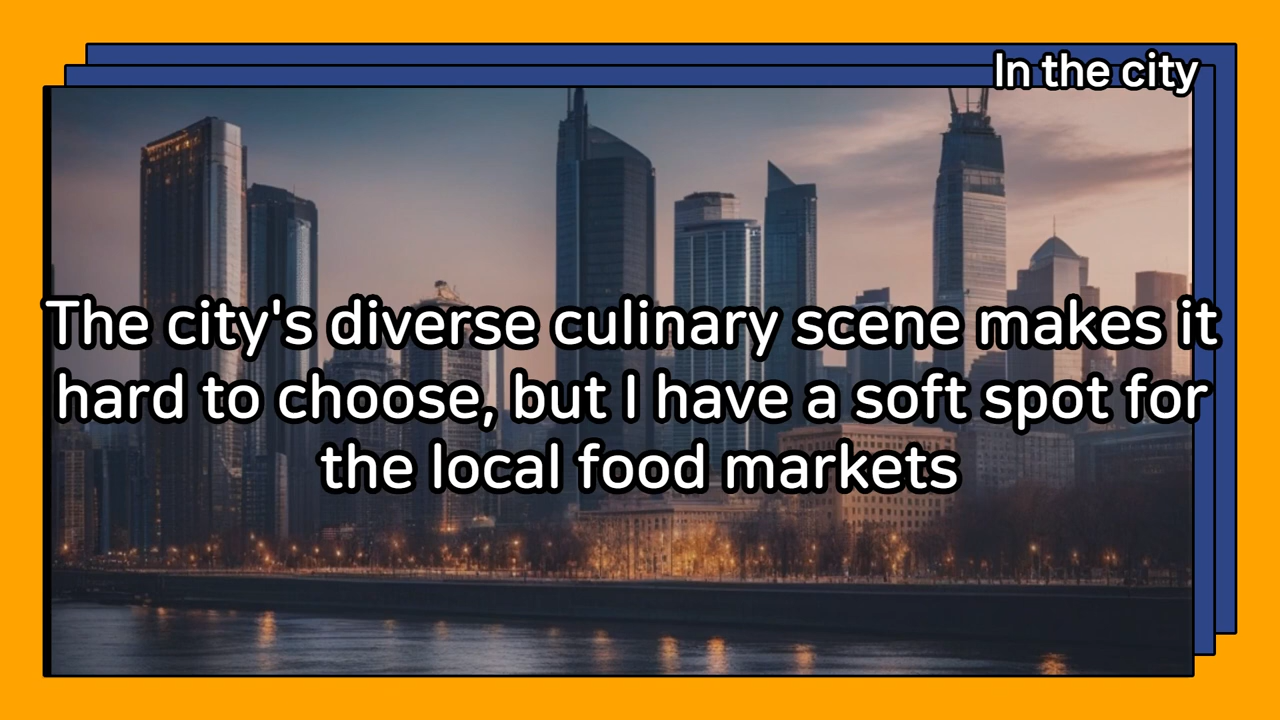 In the city
The city's diverse culinary scene makes it
hard to choose, but I have a soft spot for
the local food markets